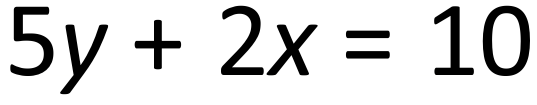 5y + 2x = 10